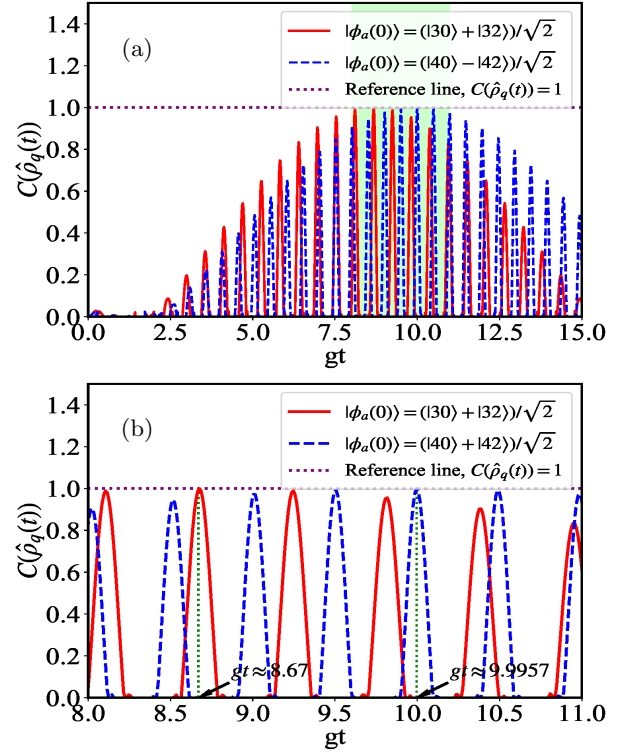 (a)
|ϕₐ(0)⟩ = (|30⟩ + |32⟩)/√2
|ϕₐ(0)⟩ = (|40⟩ − |42⟩)/√2
Reference line, C(ρ̂_q(t)) = 1
C(ρ̂_q(t))
1.4
1.2
1.0
0.8
0.6
0.4
0.2
0.0
0.0 2.5 5.0 7.5 10.0 12.5 15.0
gt
(b)
|ϕₐ(0)⟩ = (|30⟩ + |32⟩)/√2
|ϕₐ(0)⟩ = (|40⟩ + |42⟩)/√2
Reference line, C(ρ̂_q(t)) = 1
C(ρ̂_q(t))
1.4
1.2
1.0
0.8
0.6
0.4
0.2
0.0
gt ≈ 8.67
gt ≈ 9.9957
8.0 8.5 9.0 9.5 10.0 10.5 11.0
gt